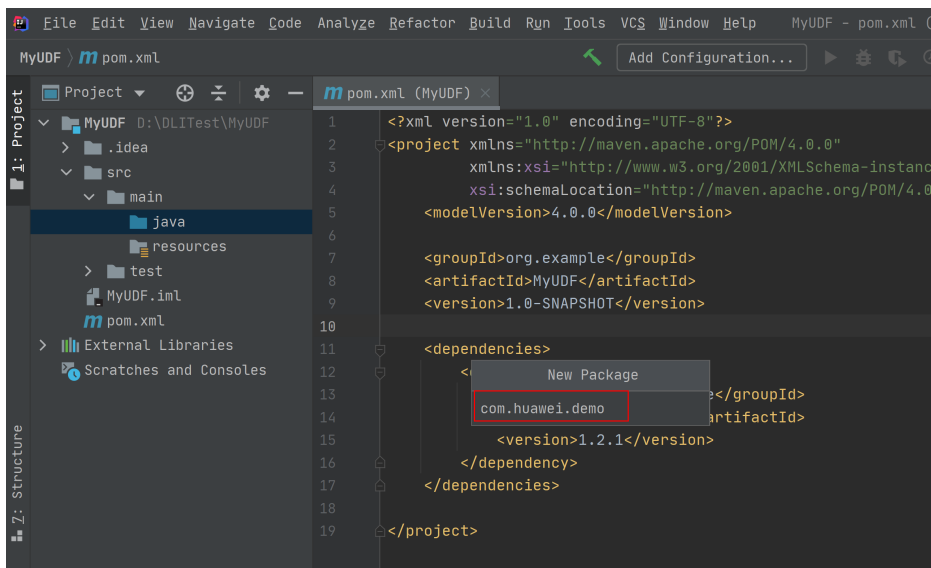 File Edit View Navigate Code Analyze Refactor Build Run Tools VCS Window Help MyUDF - pom.xml (
MyUDF pom.xml Add Configuration...
1: Project
7: Structure
Project
MyUDF D:\DLITest\MyUDF
.idea
src
main
java
resources
test
MyUDF.iml
pom.xml
External Libraries
Scratches and Consoles
pom.xml (MyUDF)
1 <?xml version="1.0" encoding="UTF-8"?>
2 <project xmlns="http://maven.apache.org/POM/4.0.0"
3 xmlns:xsi="http://www.w3.org/2001/XMLSchema-instanc
4 xsi:schemaLocation="http://maven.apache.org/POM/4.0
5 <modelVersion>4.0.0</modelVersion>
6
7 <groupId>org.example</groupId>
8 <artifactId>MyUDF</artifactId>
9 <version>1.0-SNAPSHOT</version>
10
11 <dependencies>
12 <
13 </groupId>
14 artifactId>
15 <version>1.2.1</version>
16 </dependency>
17 </dependencies>
18
19 </project>
New Package
com.huawei.demo